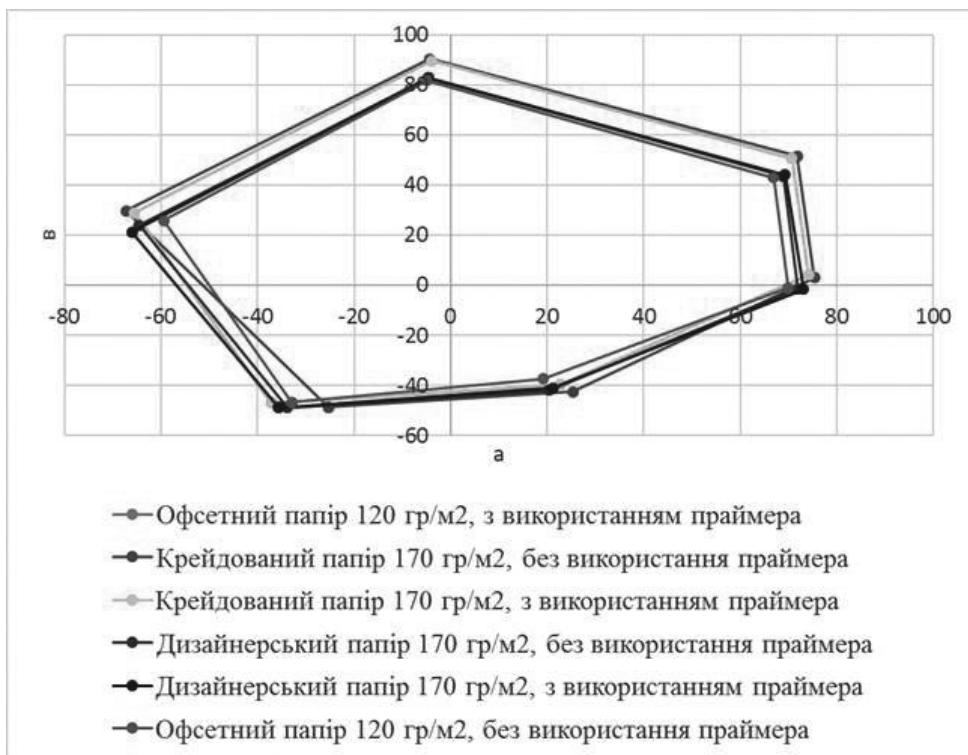 100
80
60
40
20
0
-80 -60 -40 -20 0 20 40 60 80 100
-20
-40
-60
в
а
Офсетний папір 120 гр/м2, з використанням праймера
Крейдований папір 170 гр/м2, без використання праймера
Крейдований папір 170 гр/м2, з використанням праймера
Дизайнерський папір 170 гр/м2, без використання праймера
Дизайнерський папір 170 гр/м2, з використанням праймера
Офсетний папір 120 гр/м2, без використання праймера